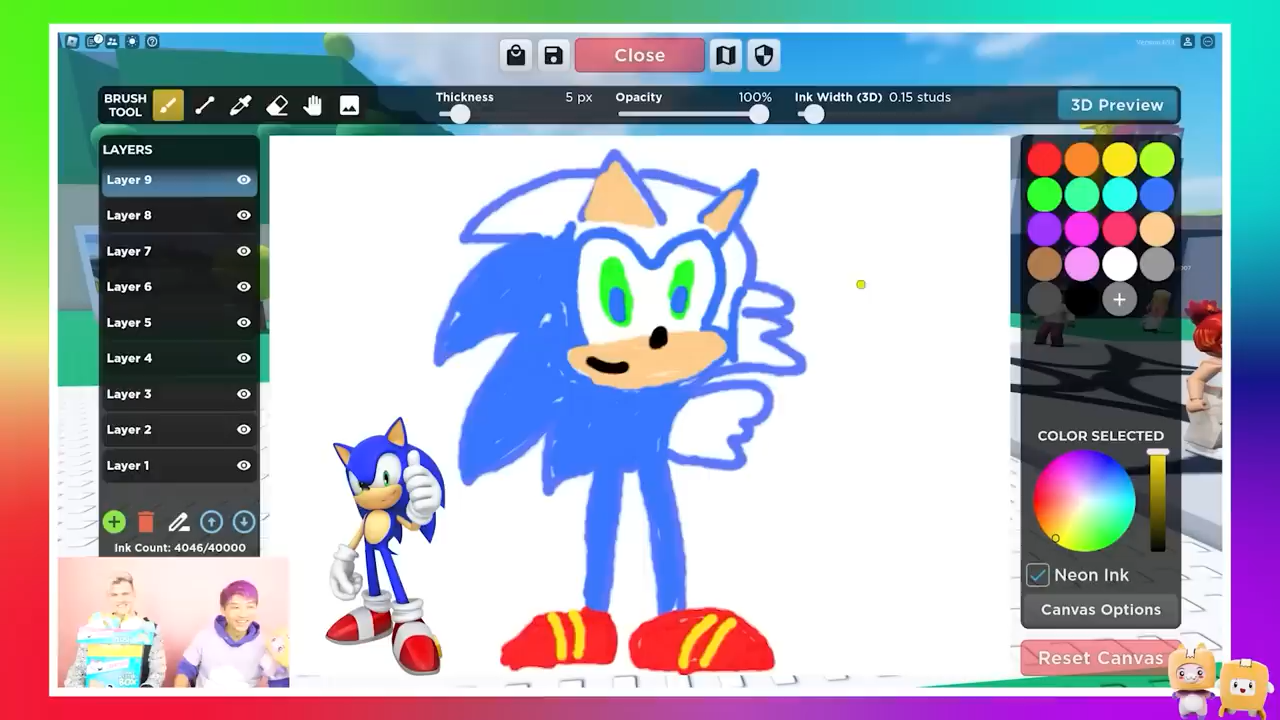 Close
BRUSH TOOL
Thickness 5 px
Opacity 100%
Ink Width (3D) 0.15 studs
3D Preview
LAYERS
Layer 9
Layer 8
Layer 7
Layer 6
Layer 5
Layer 4
Layer 3
Layer 2
Layer 1
Ink Count: 4046/40000
COLOR SELECTED
Neon Ink
Canvas Options
Reset Canvas